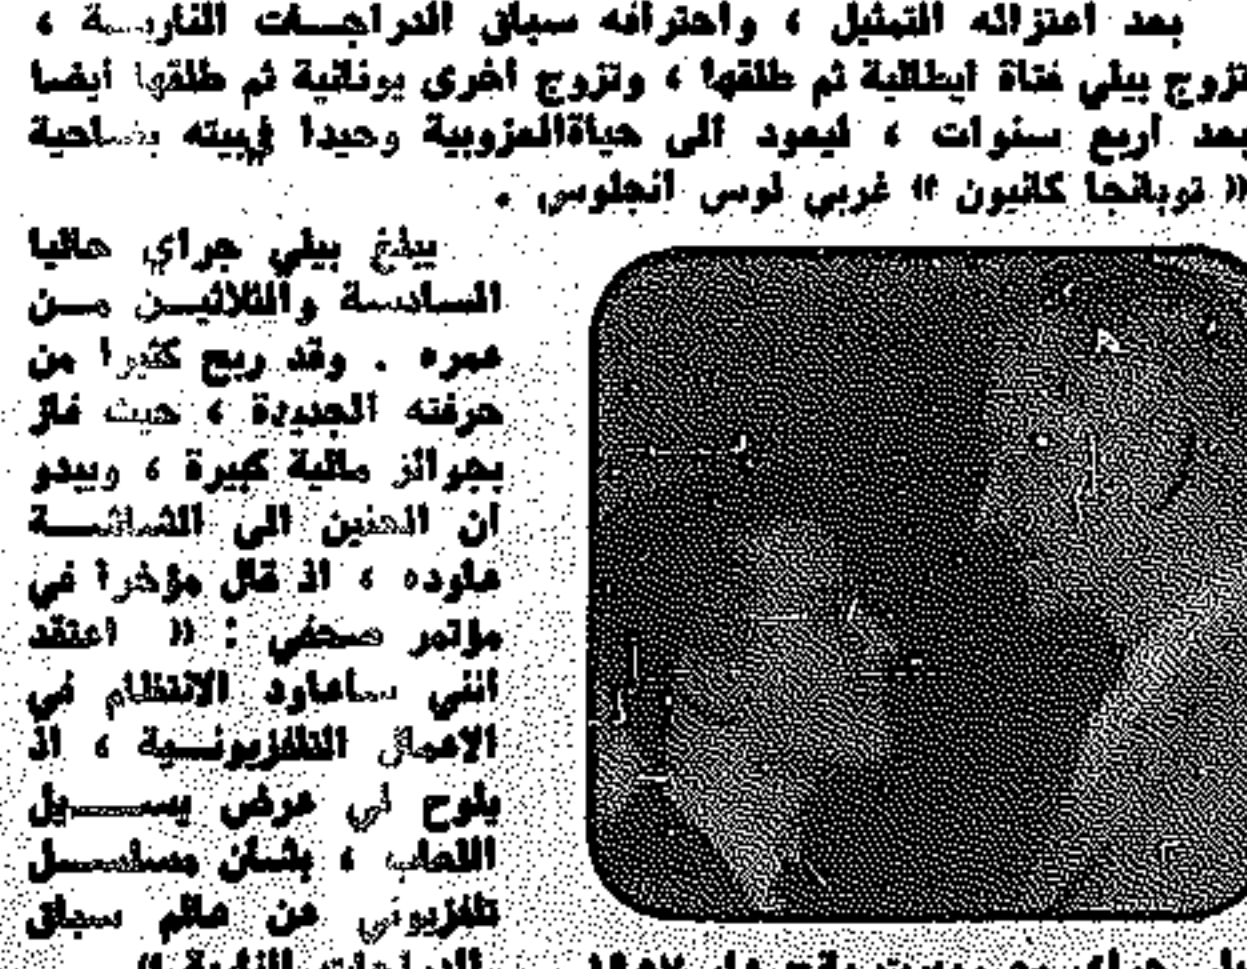 بعد اعتزاله التمثيل ، واحترافه سباق الدراجات النارية ،
تزوج بيلي فتاة ايطالية ثم طلقها ، وتزوج اخرى يونانية ثم طلقها ايضا
بعد اربع سنوات ، ليعود الى حياةالعزوبية وحيدا في بيته بضاحية
« توبانجا كانيون » غربي لوس انجلوس .
يبلغ بيلي جراي حاليا
السادسة والثلاثين من
عمره . وقد ربح كثيرا من
حرفته الجديدة ، حيث فاز
بجوائز مالية كبيرة ، ويبدو
ان الحنين الى الشاشة
عاوده ، اذ قال مؤخرا في
مؤتمر صحفي : « اعتقد
انني ساعاود الانتظام في
الاعمال التلفزيونية ، اذ
يلوح لي عرض يسيل
اللعاب ، بشأن مسلسل
تلفزيوني عن عالم سباق
الدراجات النارية »